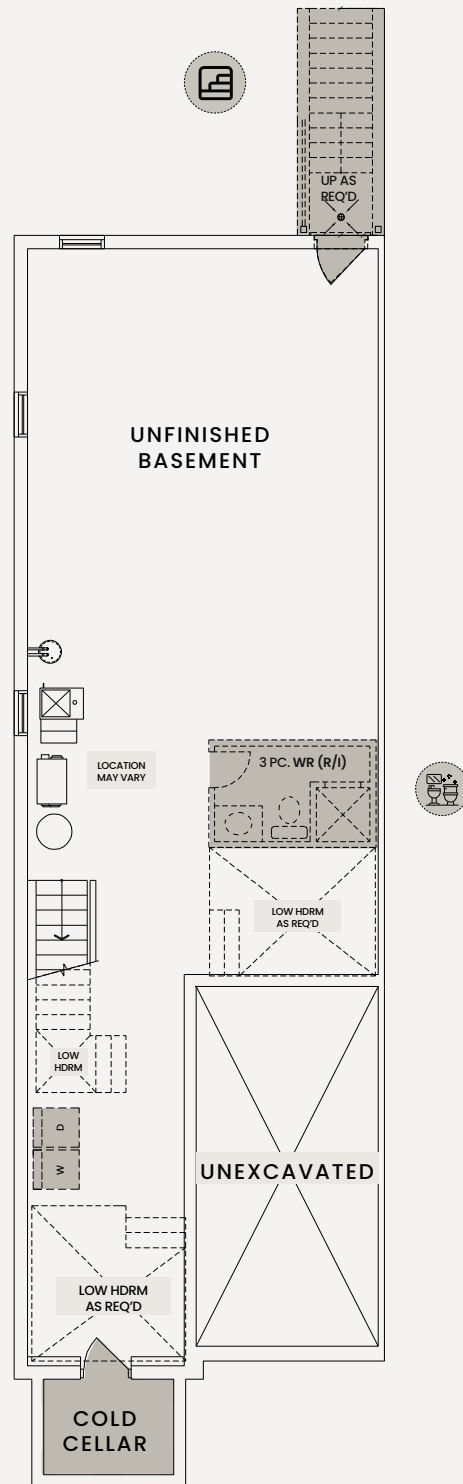 UP AS
REQ'D
UNFINISHED
BASEMENT
LOCATION
MAY VARY
3 PC. WR (R/I)
LOW HDRM
AS REQ'D
LOW
HDRM
D
W
UNEXCAVATED
LOW HDRM
AS REQ'D
COLD
CELLAR